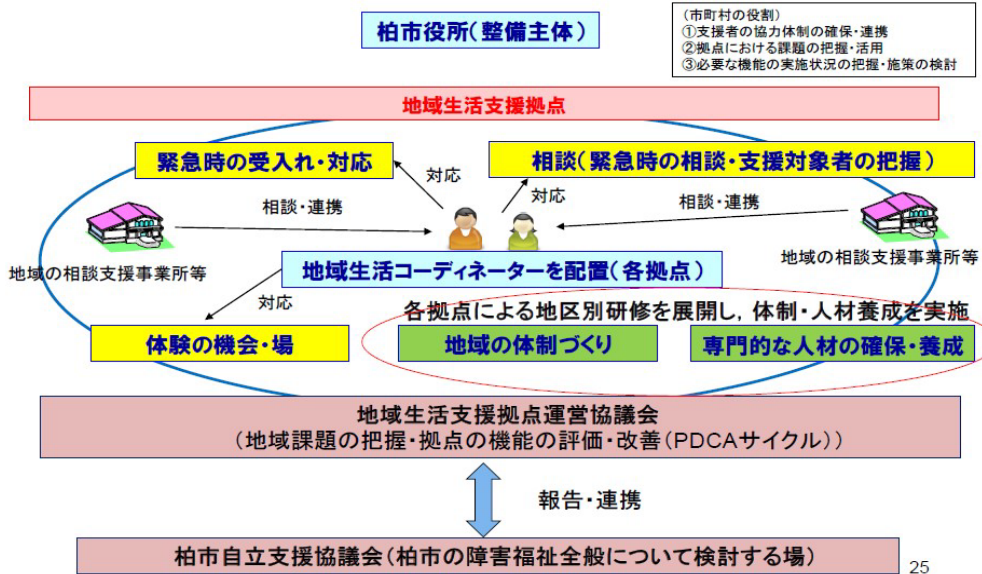 柏市役所(整備主体)
(市町村の役割)
①支援者の協力体制の確保・連携
②拠点における課題の把握・活用
③必要な機能の実施状況の把握・施策の検討
地域生活支援拠点
緊急時の受入れ・対応
相談(緊急時の相談・支援対象者の把握)
対応
対応
相談・連携
相談・連携
地域の相談支援事業所等
地域の相談支援事業所等
地域生活コーディネーターを配置(各拠点)
対応
各拠点による地区別研修を展開し,体制・人材養成を実施
体験の機会・場
地域の体制づくり
専門的な人材の確保・養成
地域生活支援拠点運営協議会
(地域課題の把握・拠点の機能の評価・改善(PDCAサイクル))
報告・連携
柏市自立支援協議会(柏市の障害福祉全般について検討する場)
25